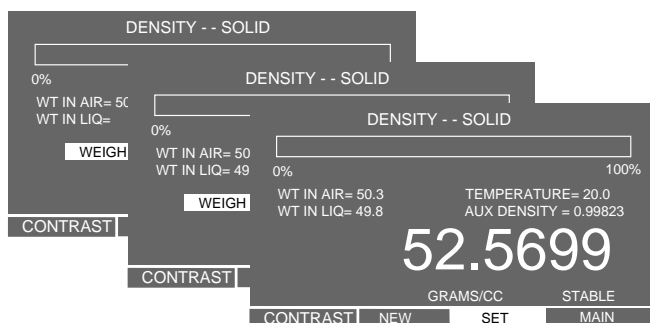 DENSITY - - SOLID
0%
WT IN AIR= 50
WT IN LIQ=
WEIGH
CONTRAST
DENSITY - - SOLID
0%
WT IN AIR= 50
WT IN LIQ= 49
WEIGH
CONTRAST
DENSITY - - SOLID
0% 100%
WT IN AIR= 50.3 TEMPERATURE= 20.0
WT IN LIQ= 49.8 AUX DENSITY = 0.99823
52.5699
GRAMS/CC STABLE
CONTRAST NEW SET MAIN